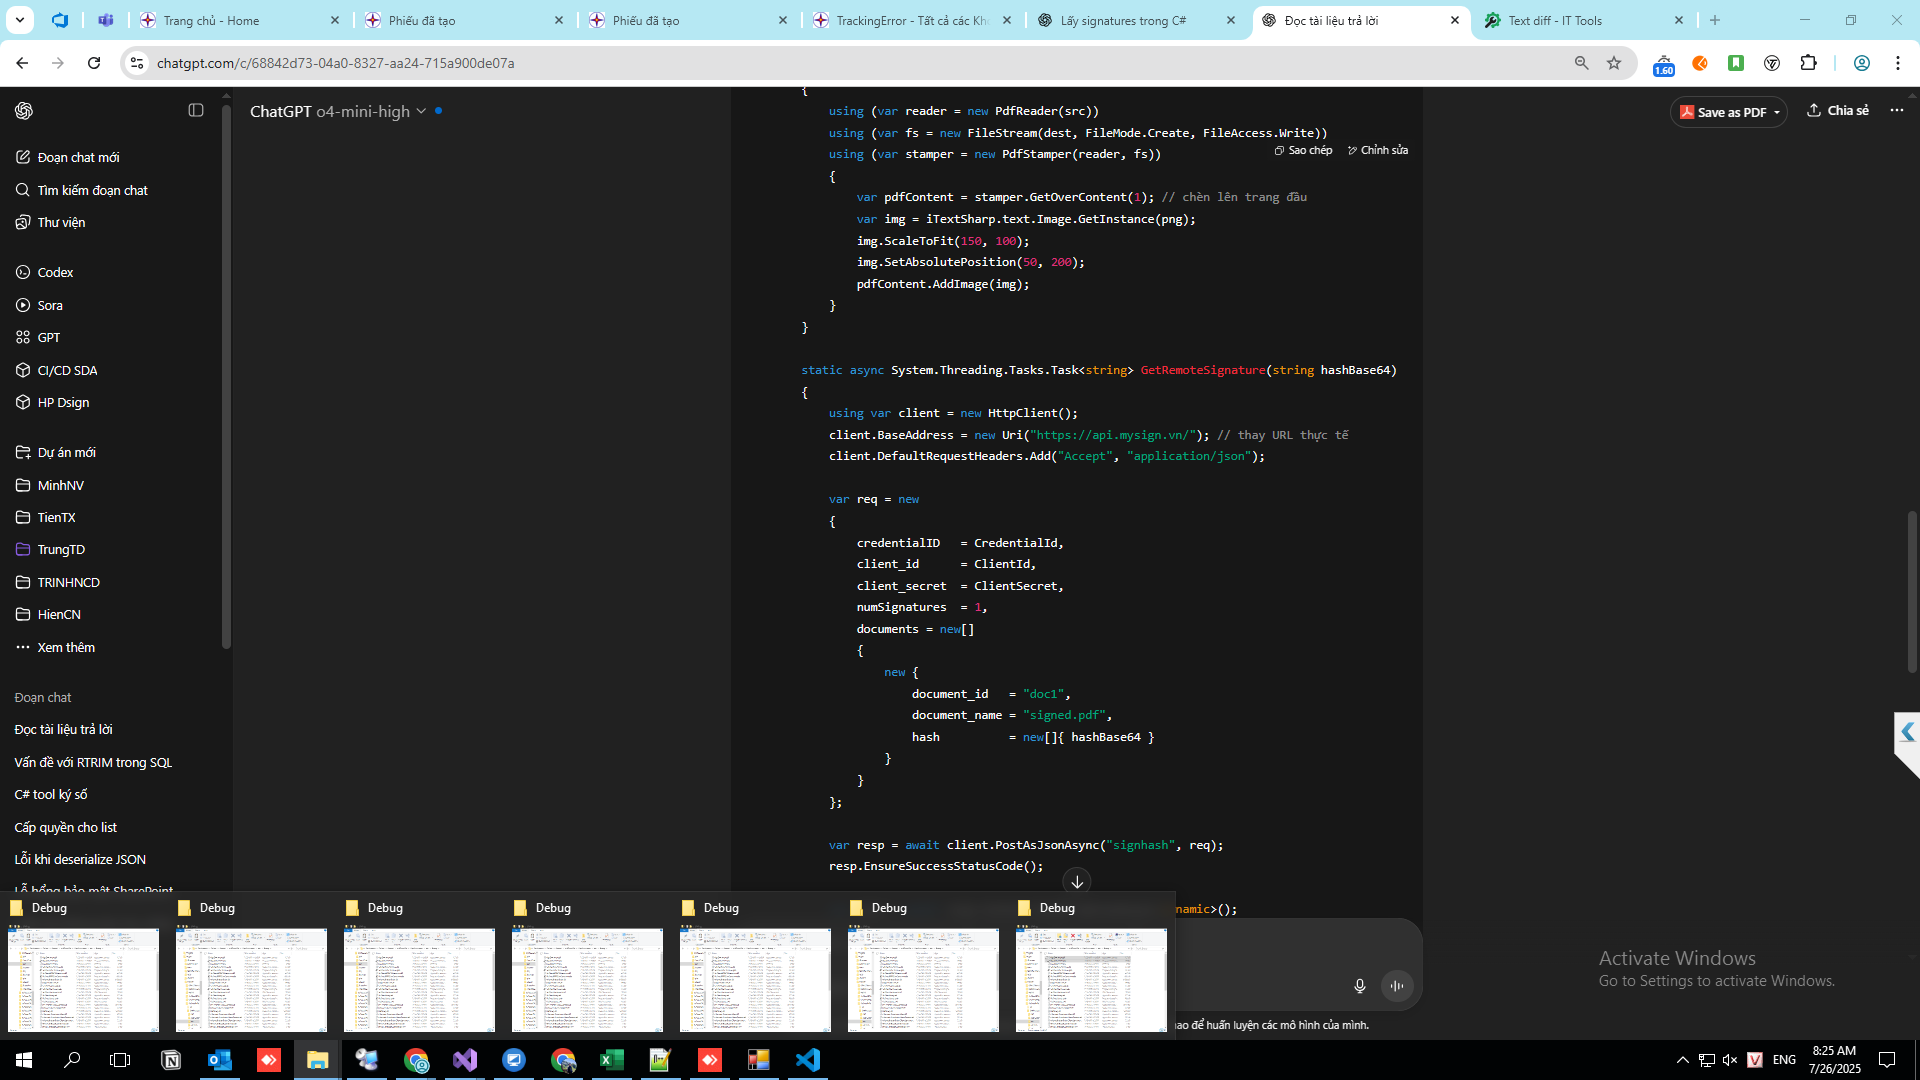 Trang chủ - Home
Phiếu đã tạo
Phiếu đã tạo
TrackingError - Tất cả các Kho
Lấy signatures trong C#
Đọc tài liệu trả lời
Text diff - IT Tools
chatgpt.com/c/68842d73-04a0-8327-aa24-715a900de07a
1.60
ChatGPT o4-mini-high
Save as PDF
Chia sẻ
Đoạn chat mới
Tìm kiếm đoạn chat
Thư viện
Codex
Sora
GPT
CI/CD SDA
HP Dsign
Dự án mới
MinhNV
TienTX
TrungTD
TRINHNCD
HienCN
Xem thêm
Đoạn chat
Đọc tài liệu trả lời
Vấn đề với RTRIM trong SQL
C# tool ký số
Cấp quyền cho list
Lỗi khi deserialize JSON
Lỗ hổng bảo mật SharePoint
Sao chép
Chỉnh sửa
{
using (var reader = new PdfReader(src))
using (var fs = new FileStream(dest, FileMode.Create, FileAccess.Write))
using (var stamper = new PdfStamper(reader, fs))
{
var pdfContent = stamper.GetOverContent(1); // chèn lên trang đầu
var img = iTextSharp.text.Image.GetInstance(png);
img.ScaleToFit(150, 100);
img.SetAbsolutePosition(50, 200);
pdfContent.AddImage(img);
}
}
static async System.Threading.Tasks.Task<string> GetRemoteSignature(string hashBase64)
{
using var client = new HttpClient();
client.BaseAddress = new Uri("https://api.mysign.vn/"); // thay URL thực tế
client.DefaultRequestHeaders.Add("Accept", "application/json");
var req = new
{
credentialID = CredentialId,
client_id = ClientId,
client_secret = ClientSecret,
numSignatures = 1,
documents = new[]
{
new {
document_id = "doc1",
document_name = "signed.pdf",
hash = new[]{ hashBase64 }
}
}
};
var resp = await client.PostAsJsonAsync("signhash", req);
resp.EnsureSuccessStatusCode();
namic>();
Debug
Debug
Debug
Debug
Debug
Debug
Debug
ao để huấn luyện các mô hình của mình.
Activate Windows
Go to Settings to activate Windows.
ENG
8:25 AM
7/26/2025